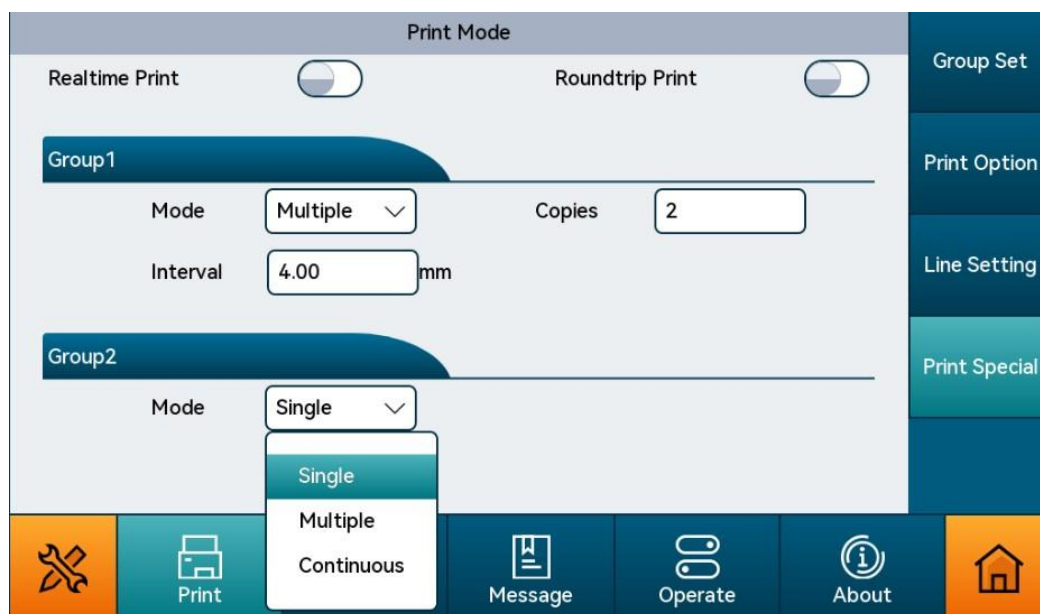 Print Mode
Realtime Print
Roundtrip Print
Group1
Mode
Multiple
Copies
2
Interval
4.00
mm
Group2
Mode
Single
Single
Multiple
Continuous
Group Set
Print Option
Line Setting
Print Special
Print
Message
Operate
About